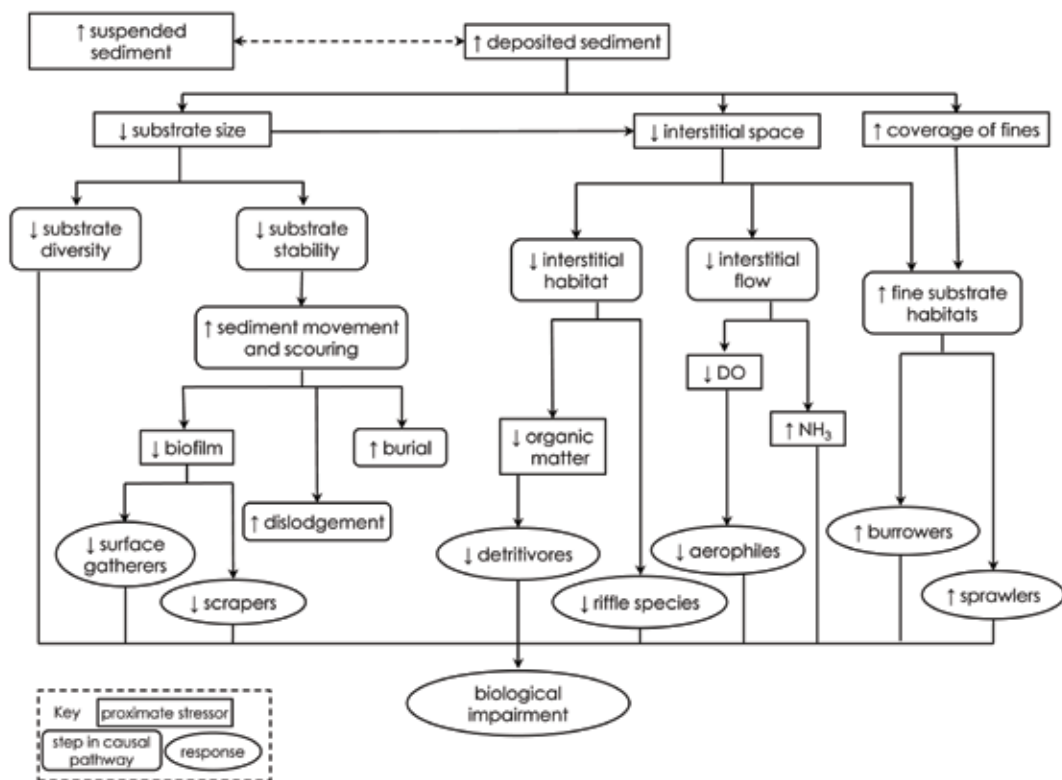 ↑ suspended
sediment
↑ deposited sediment
↓ substrate size
↓ interstitial space
↑ coverage of fines
↓ substrate
diversity
↓ substrate
stability
↓ interstitial
habitat
↓ interstitial
flow
↑ fine substrate
habitats
↑ sediment movement
and scouring
↓ DO
↓ biofilm
↑ burial
↓ organic
matter
↑ NH₃
↑ dislodgement
↓ surface
gatherers
↓ detritivores
↓ aerophiles
↑ burrowers
↓ scrapers
↓ riffle species
↑ sprawlers
biological
impairment
Key
proximate stressor
step in causal
pathway
response